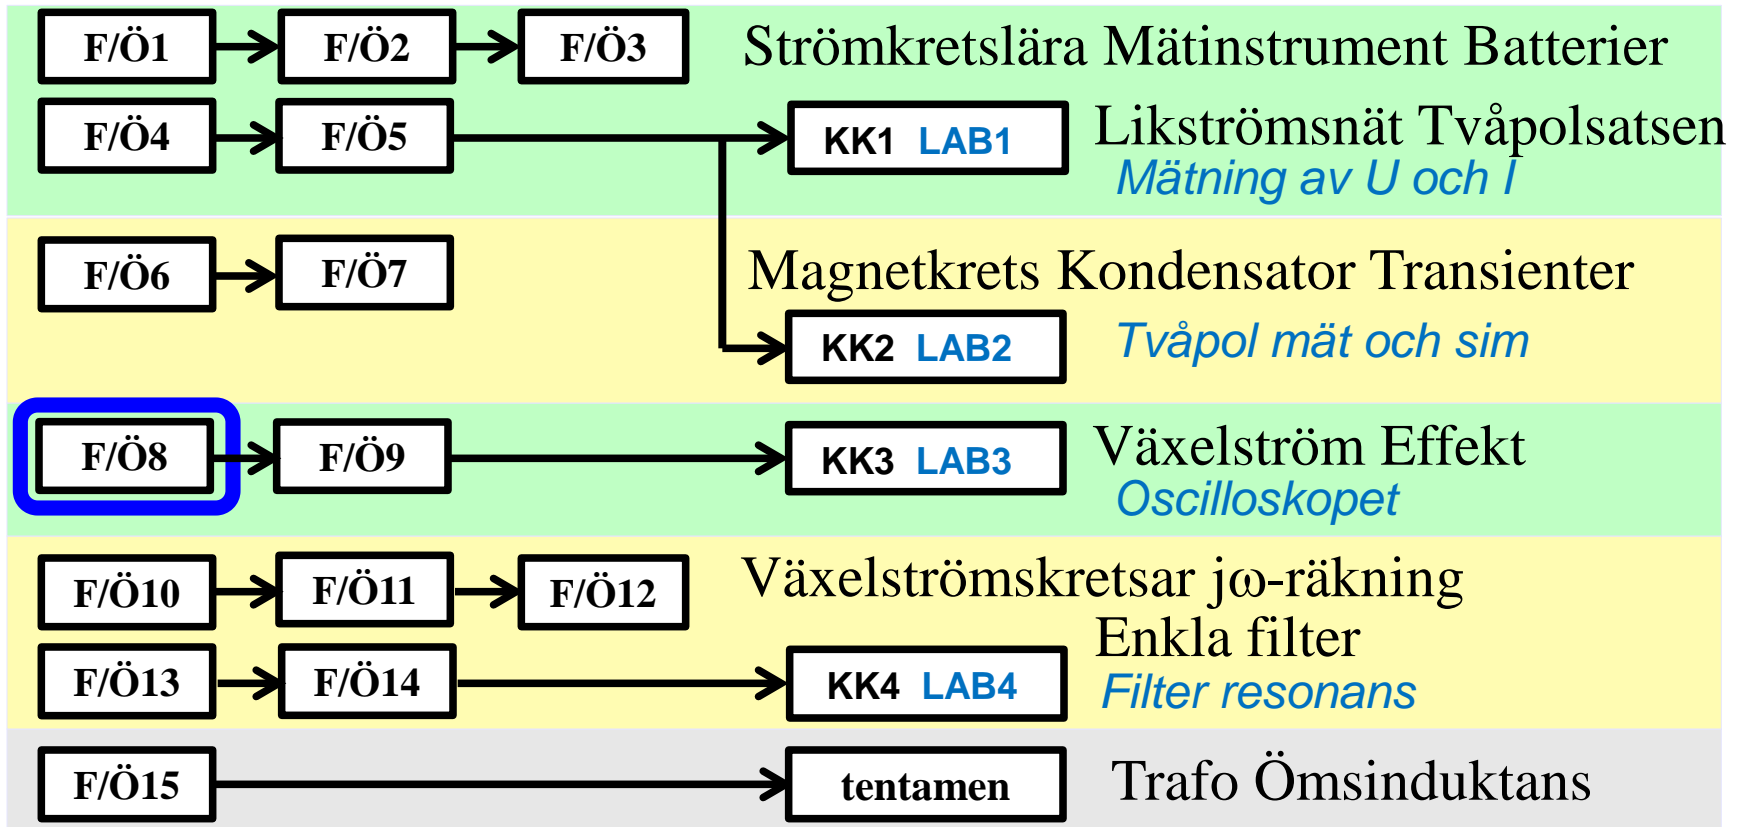 F/Ö1 F/Ö2 F/Ö3 Strömkretslära Mätinstrument Batterier
F/Ö4 F/Ö5 KK1 LAB1 Likströmsnät Tvåpolsatsen
Mätning av U och I
F/Ö6 F/Ö7 Magnetkrets Kondensator Transienter
KK2 LAB2 Tvåpol mät och sim
F/Ö8 F/Ö9 KK3 LAB3 Växelström Effekt
Oscilloskopet
F/Ö10 F/Ö11 F/Ö12 Växelströmskretsar jω-räkning
Enkla filter
F/Ö13 F/Ö14 KK4 LAB4 Filter resonans
F/Ö15 tentamen Trafo Ömsinduktans